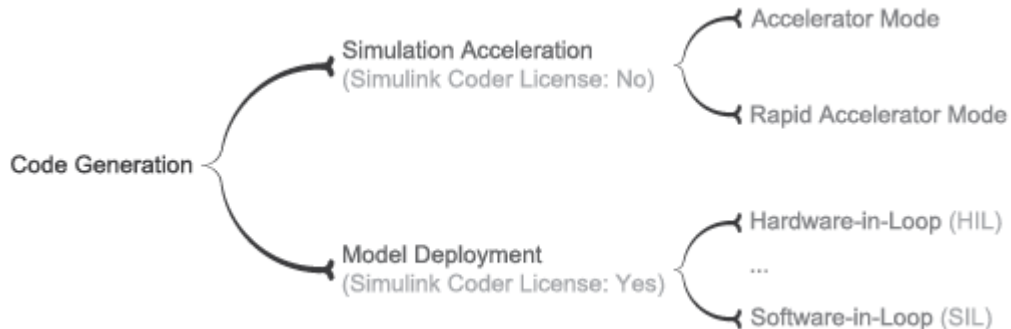 Accelerator Mode
Simulation Acceleration
(Simulink Coder License: No)
Rapid Accelerator Mode
Code Generation
Hardware-in-Loop (HIL)
Model Deployment
(Simulink Coder License: Yes)
...
Software-in-Loop (SIL)